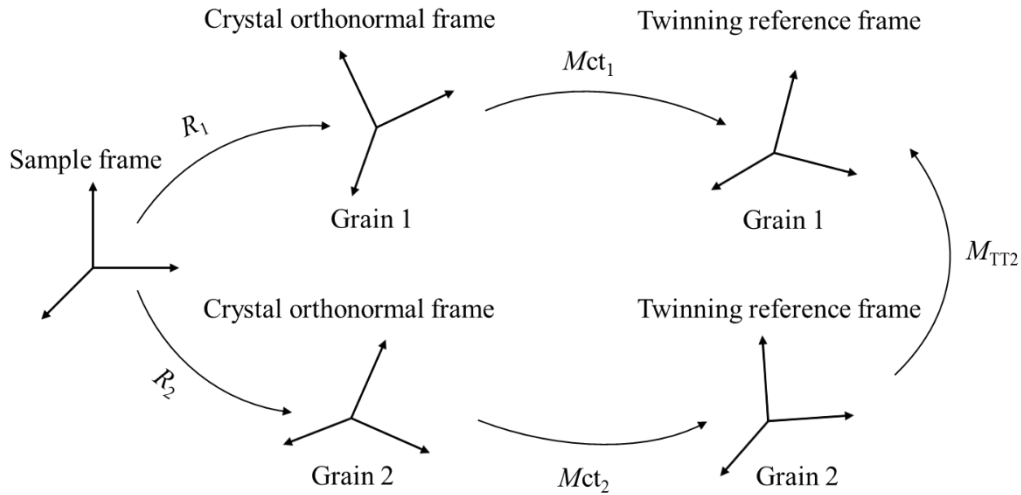 Crystal orthonormal frame
Twinning reference frame
Mct₁
R₁
Sample frame
Grain 1
Grain 1
M_TT2
Crystal orthonormal frame
Twinning reference frame
R₂
Grain 2
Mct₂
Grain 2